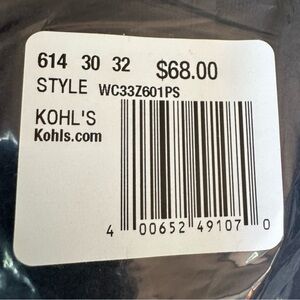 614 30 32 $68.00
STYLE WC33Z601PS
KOHL'S
Kohls.com
4 00652 49107 0